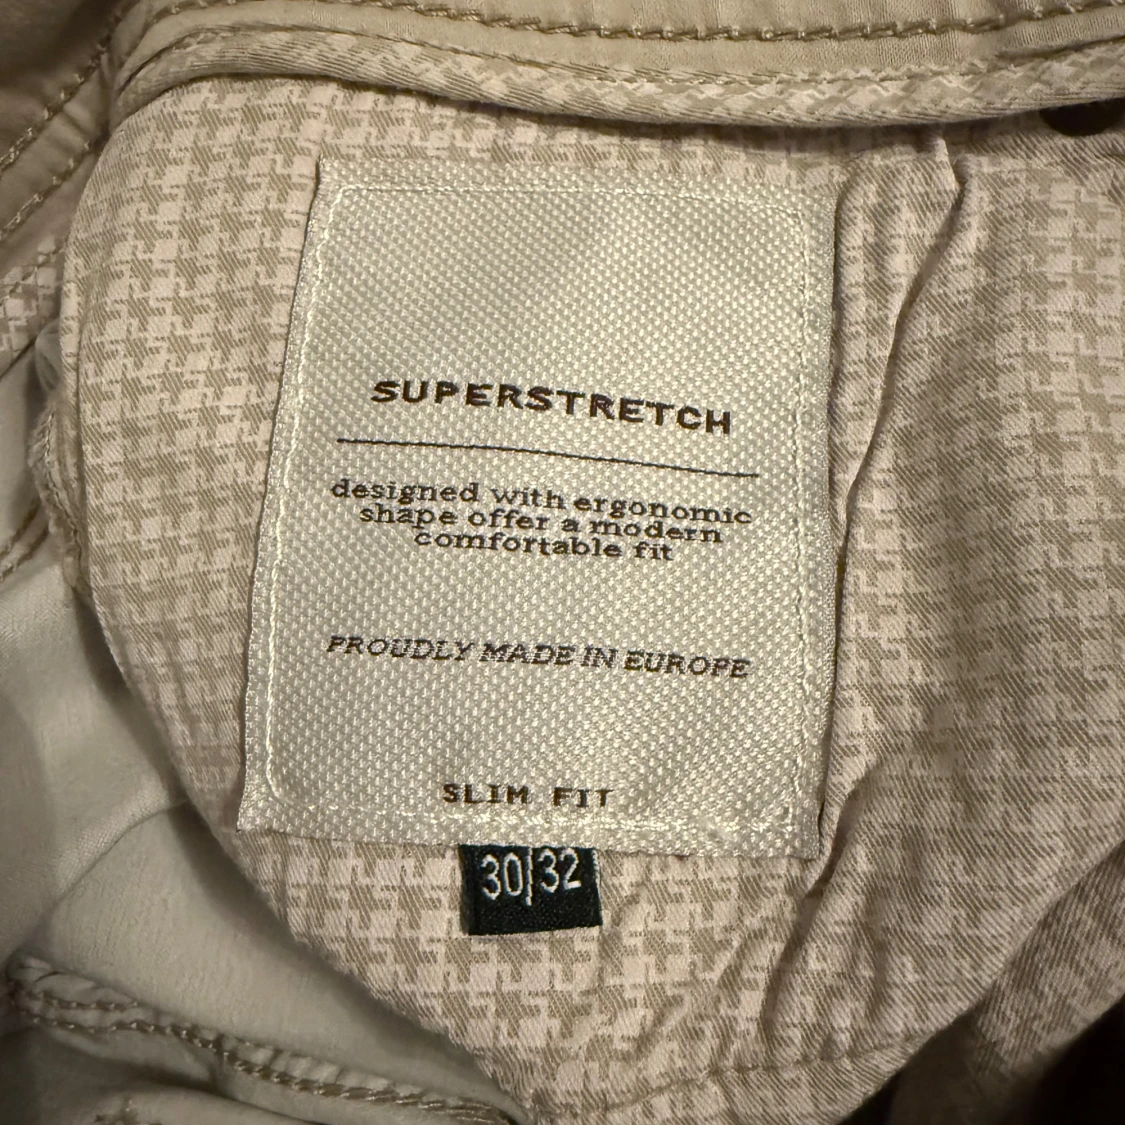 SUPERSTRETCH
designed with ergonomic
shape offer a modern
comfortable fit
PROUDLY MADE IN EUROPE
SLIM FIT
30|32